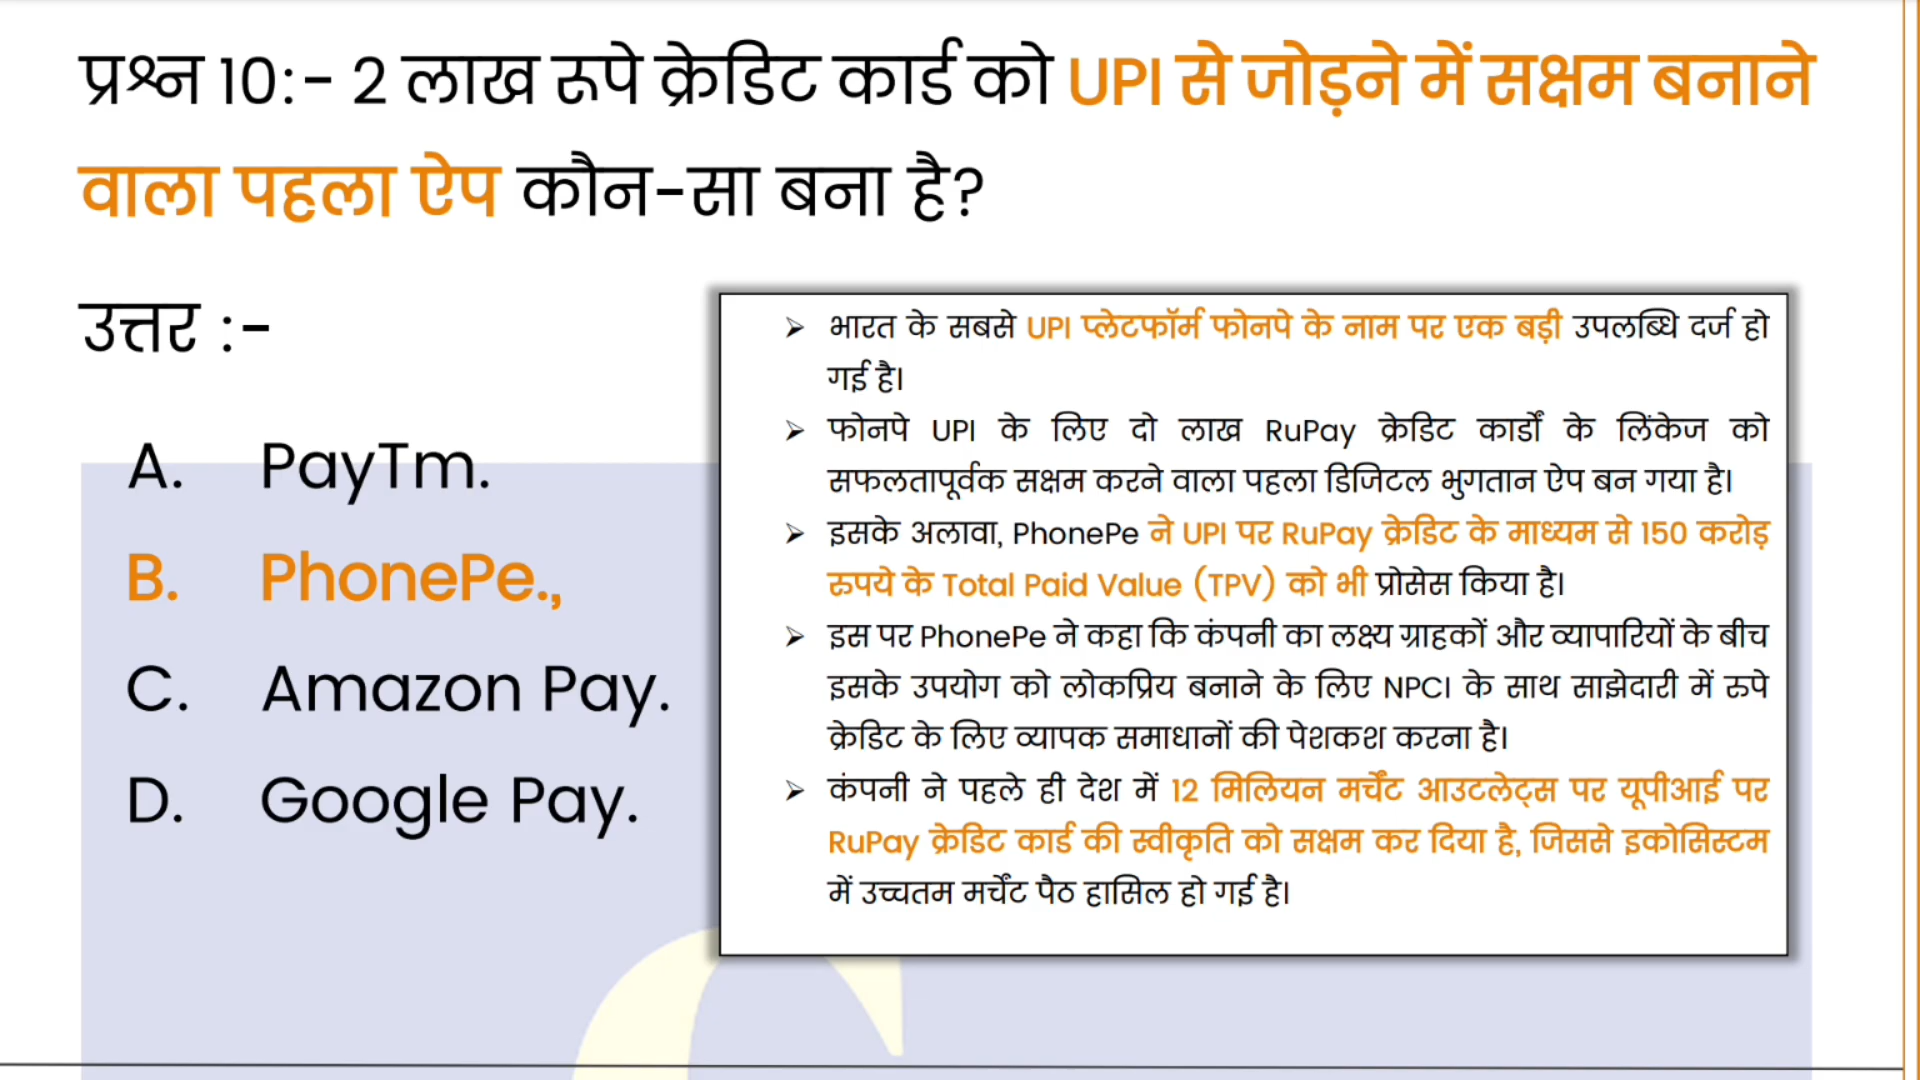 प्रश्न 10:- 2 लाख रूपे क्रेडिट कार्ड को UPI से जोड़ने में सक्षम बनाने
वाला पहला ऐप कौन-सा बना है?
उत्तर :-
A. PayTm.
B. PhonePe.,
C. Amazon Pay.
D. Google Pay.
➢ भारत के सबसे UPI प्लेटफॉर्म फोनपे के नाम पर एक बड़ी उपलब्धि दर्ज हो
गई है।
➢ फोनपे UPI के लिए दो लाख RuPay क्रेडिट कार्डों के लिंकेज को
सफलतापूर्वक सक्षम करने वाला पहला डिजिटल भुगतान ऐप बन गया है।
➢ इसके अलावा, PhonePe ने UPI पर RuPay क्रेडिट के माध्यम से 150 करोड़
रुपये के Total Paid Value (TPV) को भी प्रोसेस किया है।
➢ इस पर PhonePe ने कहा कि कंपनी का लक्ष्य ग्राहकों और व्यापारियों के बीच
इसके उपयोग को लोकप्रिय बनाने के लिए NPCI के साथ साझेदारी में रुपे
क्रेडिट के लिए व्यापक समाधानों की पेशकश करना है।
➢ कंपनी ने पहले ही देश में 12 मिलियन मर्चेंट आउटलेट्स पर यूपीआई पर
RuPay क्रेडिट कार्ड की स्वीकृति को सक्षम कर दिया है, जिससे इकोसिस्टम
में उच्चतम मर्चेंट पैठ हासिल हो गई है।